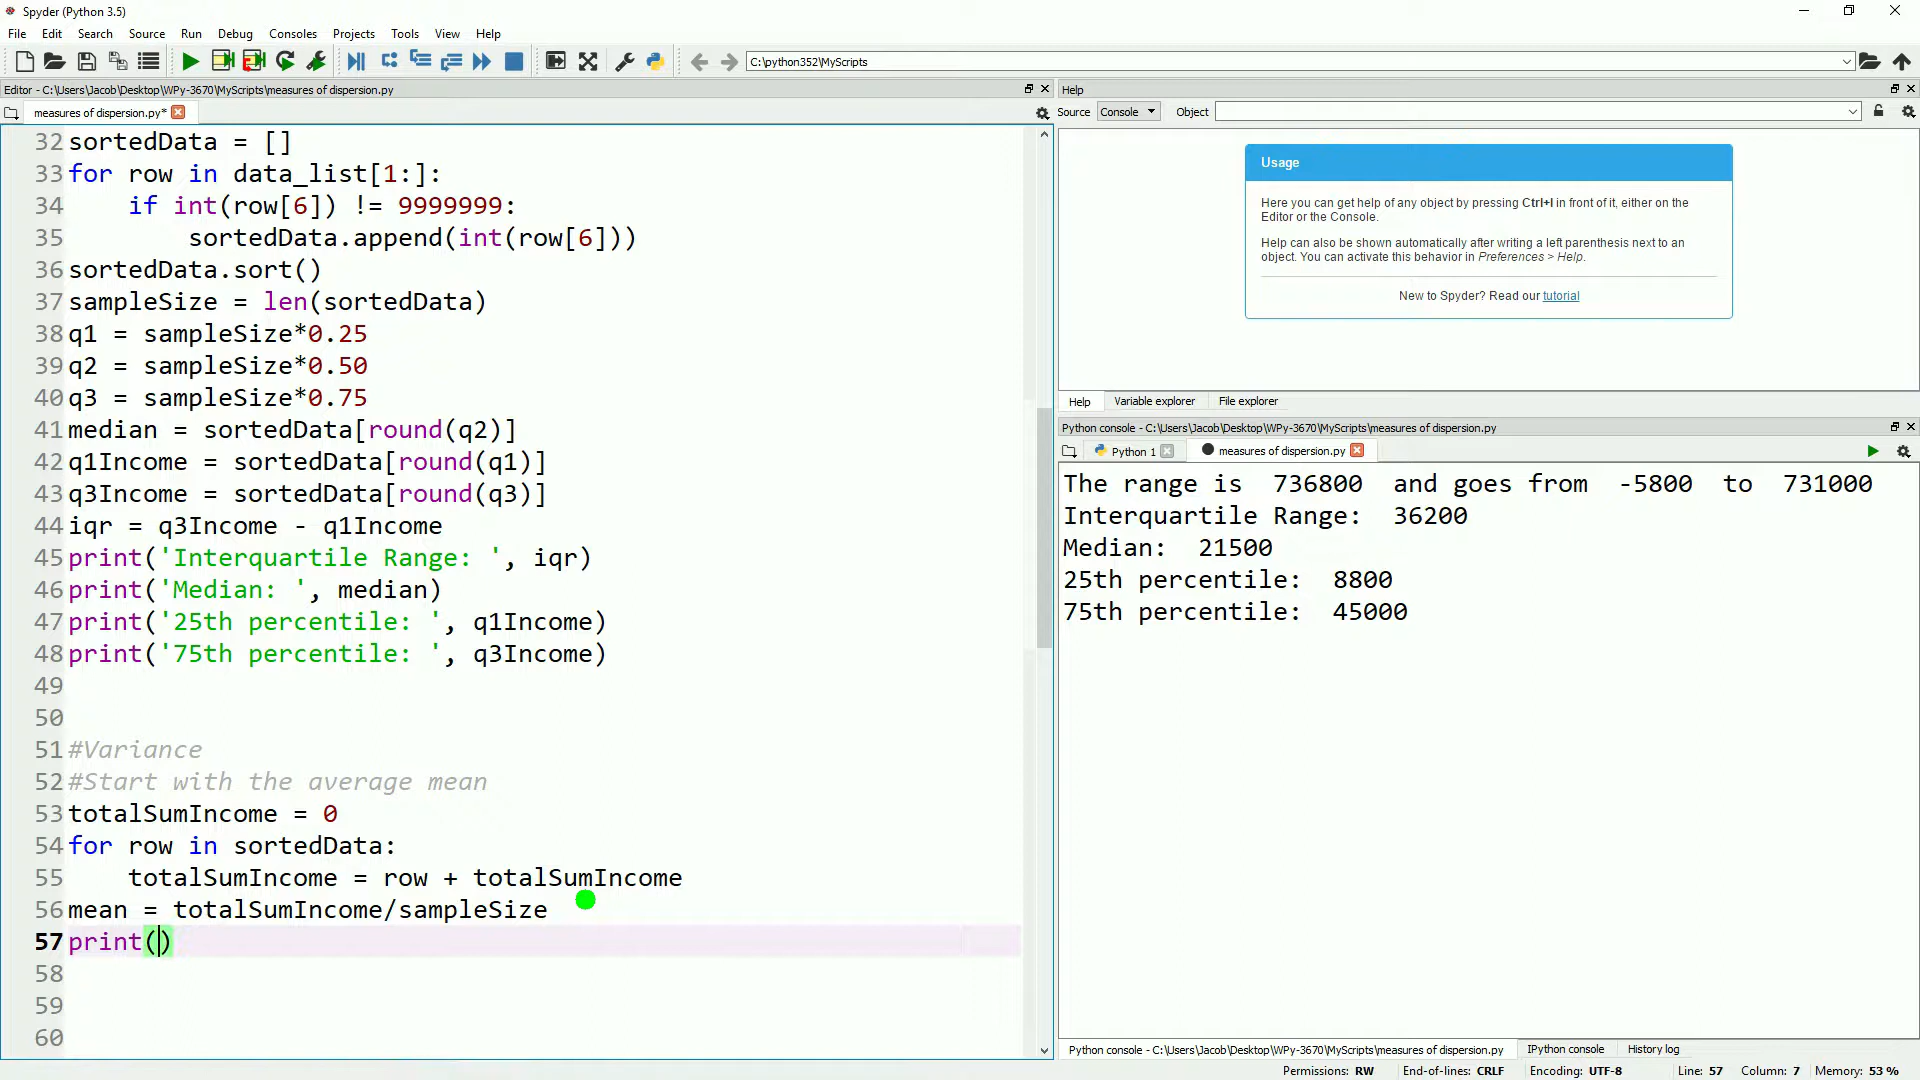 Spyder (Python 3.5)
File Edit Search Source Run Debug Consoles Projects Tools View Help
C:\python352\MyScripts
Editor - C:\Users\Jacob\Desktop\WPy-3670\MyScripts\measures of dispersion.py
measures of dispersion.py*
32 sortedData = []
33 for row in data_list[1:]:
34     if int(row[6]) != 9999999:
35         sortedData.append(int(row[6]))
36 sortedData.sort()
37 sampleSize = len(sortedData)
38 q1 = sampleSize*0.25
39 q2 = sampleSize*0.50
40 q3 = sampleSize*0.75
41 median = sortedData[round(q2)]
42 q1Income = sortedData[round(q1)]
43 q3Income = sortedData[round(q3)]
44 iqr = q3Income - q1Income
45 print('Interquartile Range: ', iqr)
46 print('Median: ', median)
47 print('25th percentile: ', q1Income)
48 print('75th percentile: ', q3Income)
49
50
51 #Variance
52 #Start with the average mean
53 totalSumIncome = 0
54 for row in sortedData:
55     totalSumIncome = row + totalSumIncome
56 mean = totalSumIncome/sampleSize
57 print()
58
59
60
Help
Source Console Object
Usage
Here you can get help of any object by pressing Ctrl+I in front of it, either on the
Editor or the Console.
Help can also be shown automatically after writing a left parenthesis next to an
object. You can activate this behavior in Preferences > Help.
New to Spyder? Read our tutorial
Help Variable explorer File explorer
Python console - C:\Users\Jacob\Desktop\WPy-3670\MyScripts\measures of dispersion.py
Python 1 measures of dispersion.py
The range is  736800  and goes from  -5800  to  731000
Interquartile Range:  36200
Median:  21500
25th percentile:  8800
75th percentile:  45000
Python console - C:\Users\Jacob\Desktop\WPy-3670\MyScripts\measures of dispersion.py IPython console History log
Permissions: RW End-of-lines: CRLF Encoding: UTF-8 Line: 57 Column: 7 Memory: 53 %